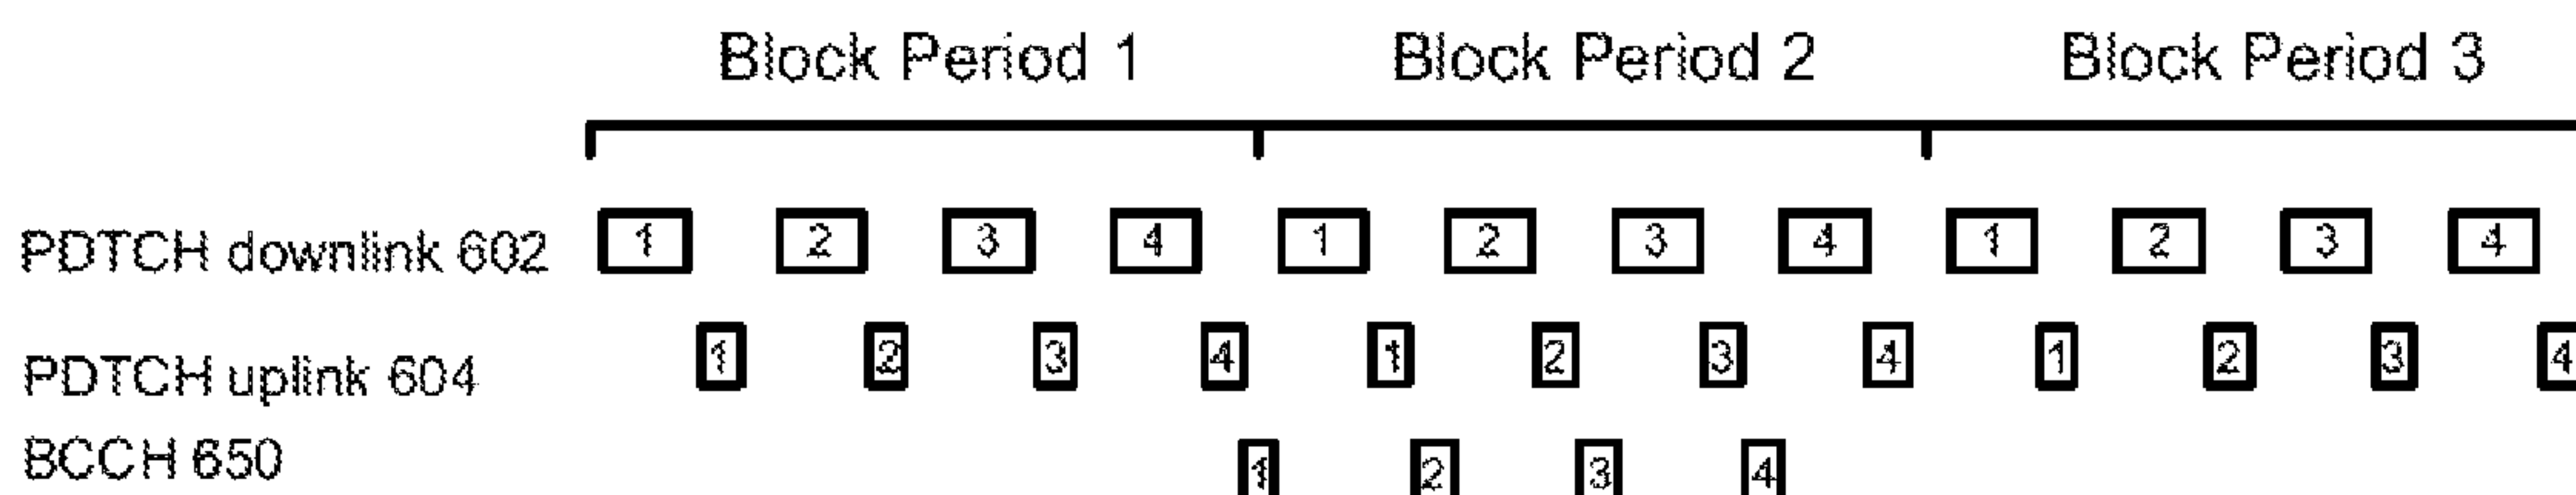 Block Period 1 Block Period 2 Block Period 3
PDTCH downlink 602 1 2 3 4 1 2 3 4 1 2 3 4
PDTCH uplink 604 1 2 3 4 1 2 3 4 1 2 3 4
BCCH 650 1 2 3 4